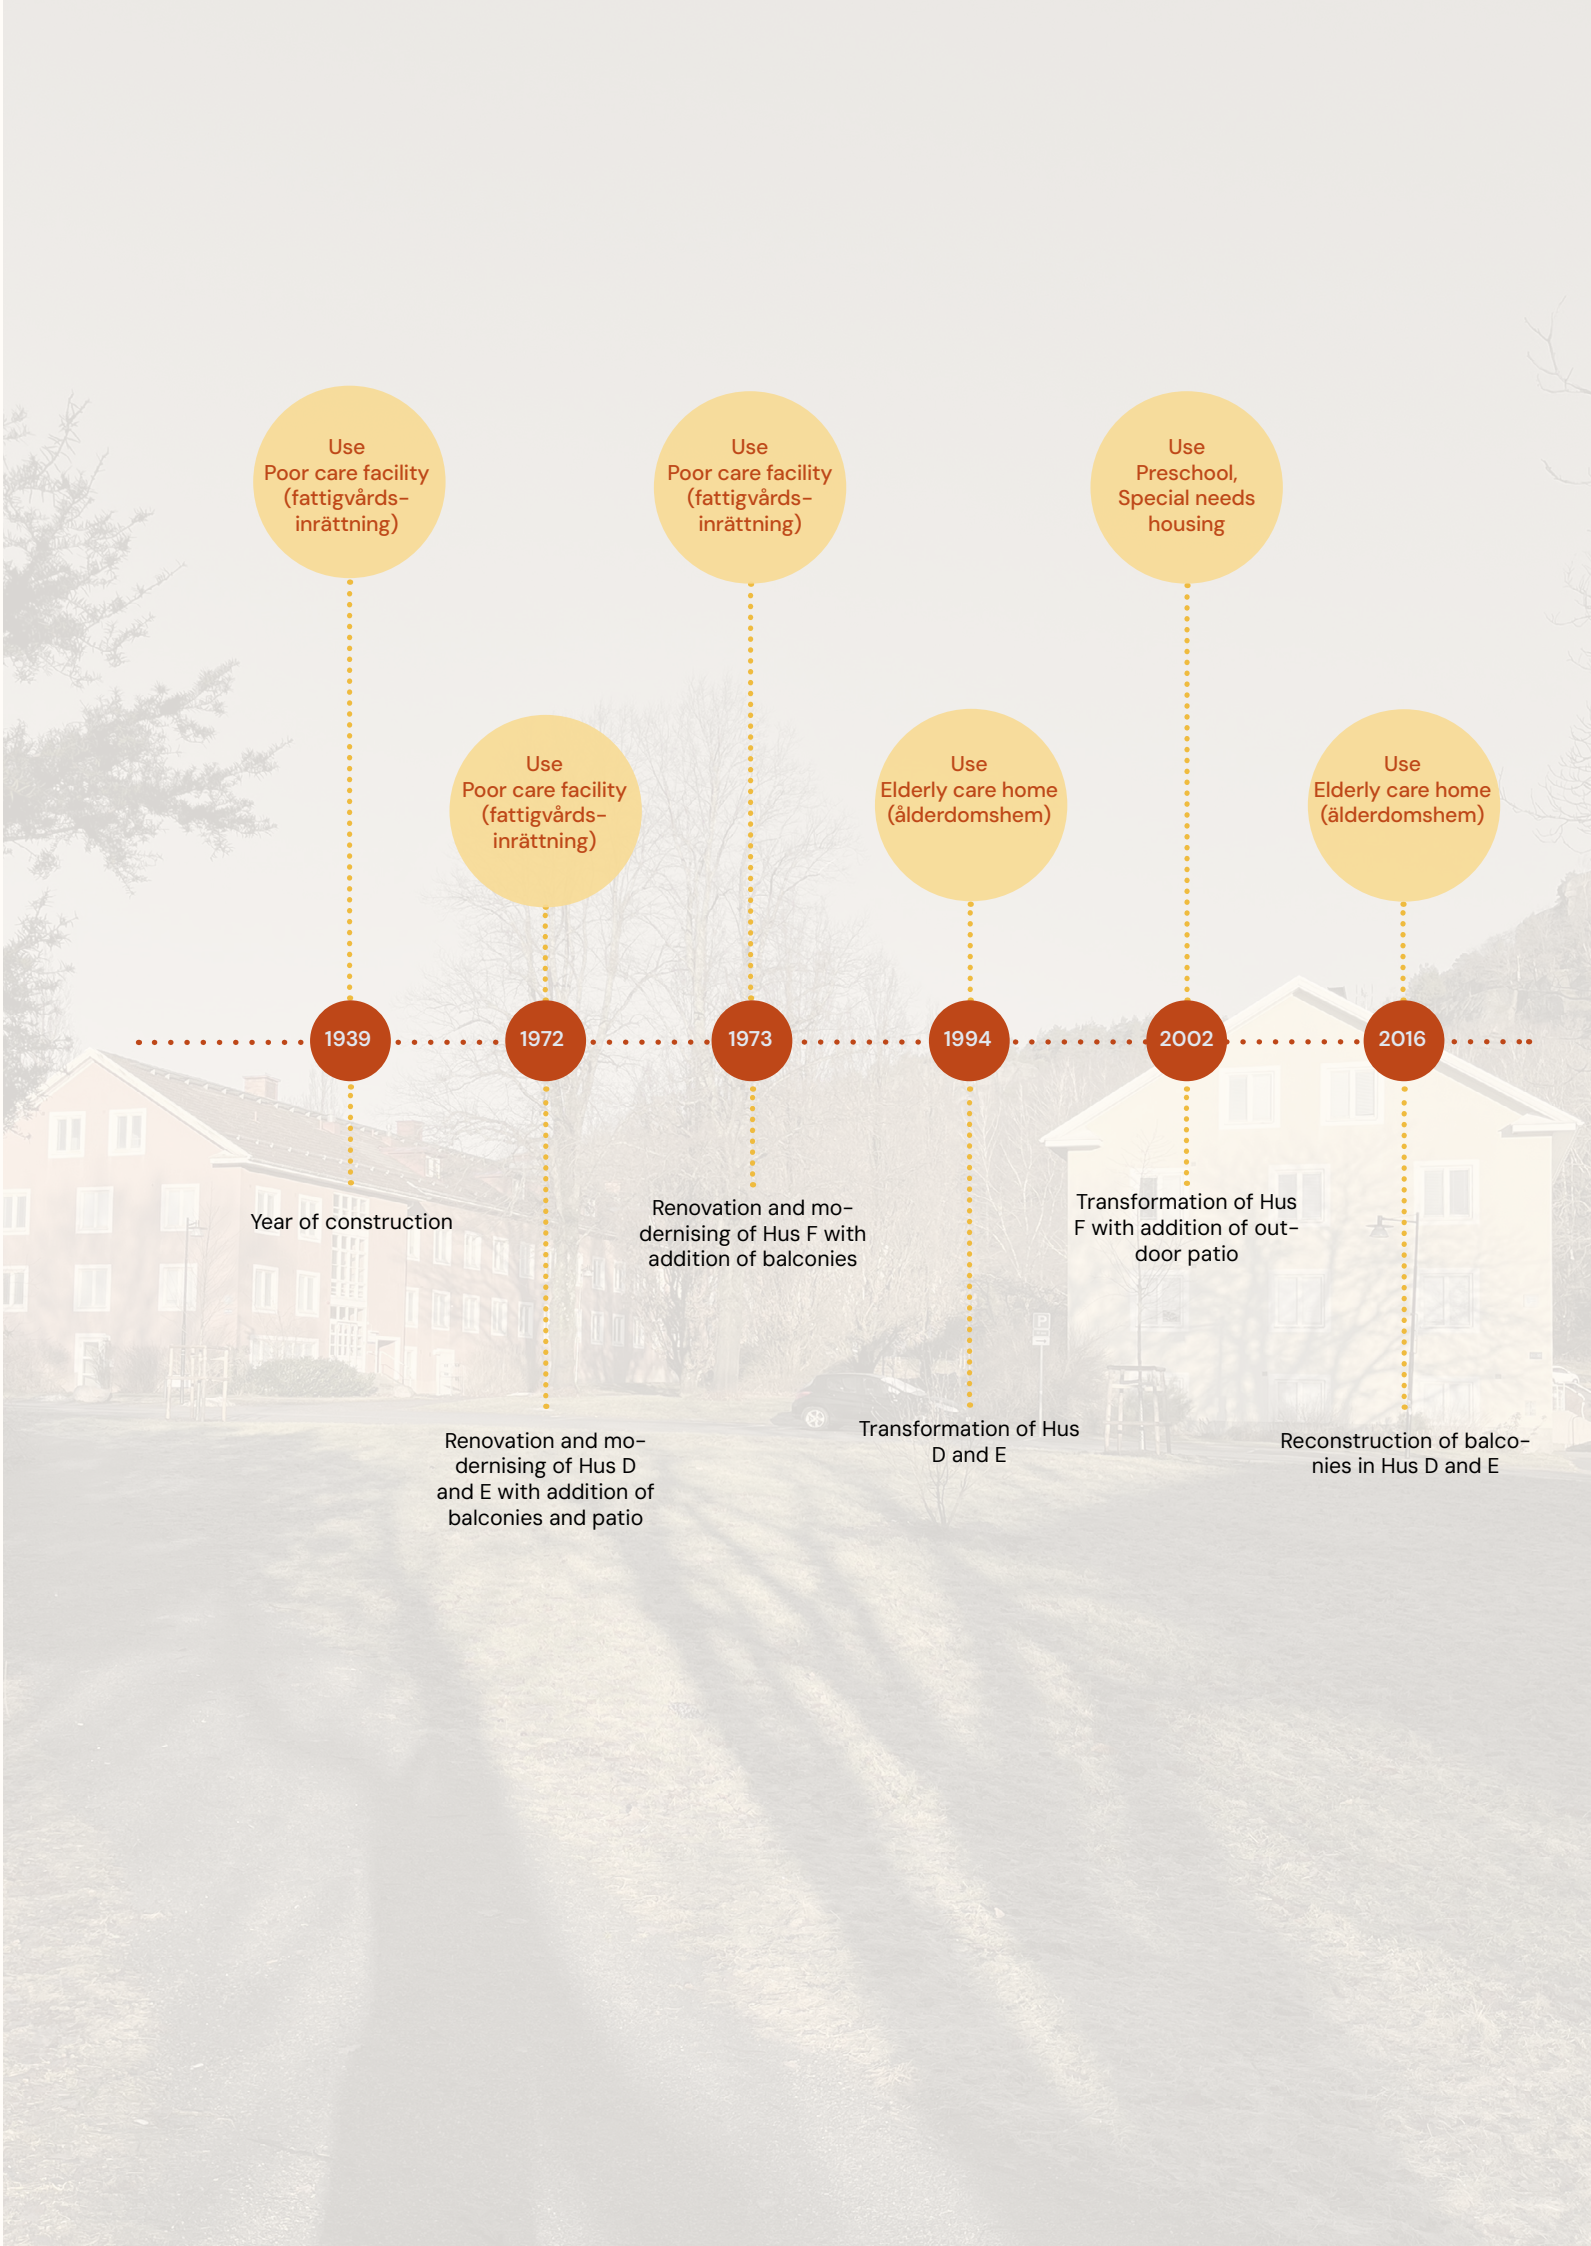 Use
Poor care facility
(fattigvårds-
inrättning)
Use
Poor care facility
(fattigvårds-
inrättning)
Use
Preschool,
Special needs
housing
Use
Poor care facility
(fattigvårds-
inrättning)
Use
Elderly care home
(ålderdomshem)
Use
Elderly care home
(älderdomshem)
1939
1972
1973
1994
2002
2016
Year of construction
Renovation and mo-
dernising of Hus F with
addition of balconies
Transformation of Hus
F with addition of out-
door patio
Renovation and mo-
dernising of Hus D
and E with addition of
balconies and patio
Transformation of Hus
D and E
Reconstruction of balco-
nies in Hus D and E